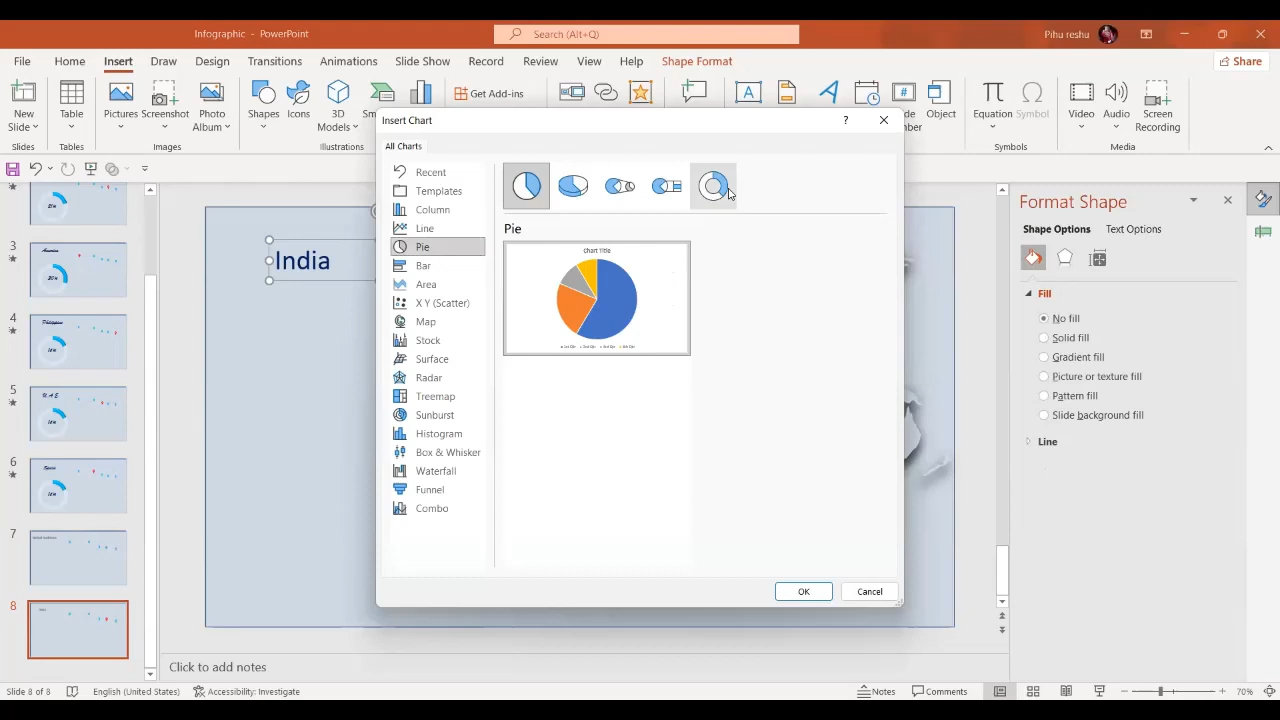 Infographic - PowerPoint
Search (Alt+Q)
Pihu reshu
File Home Insert Draw Design Transitions Animations Slide Show Record Review View Help Shape Format
Share
New Slide
Table
Pictures
Screenshot
Photo Album
Shapes
Icons
3D Models
Get Add-ins
Equation
Symbol
Video
Audio
Screen Recording
Object
Slides
Tables
Images
Illustrations
Symbols
Media
Insert Chart
?
All Charts
Recent
Templates
Column
Line
Pie
Bar
Area
X Y (Scatter)
Map
Stock
Surface
Radar
Treemap
Sunburst
Histogram
Box & Whisker
Waterfall
Funnel
Combo
Pie
Chart Title
OK
Cancel
India
3
4
5
U A E
6
7
8
Format Shape
Shape Options
Text Options
Fill
No fill
Solid fill
Gradient fill
Picture or texture fill
Pattern fill
Slide background fill
Line
Click to add notes
Slide 8 of 8
English (United States)
Accessibility: Investigate
Notes
Comments
70%